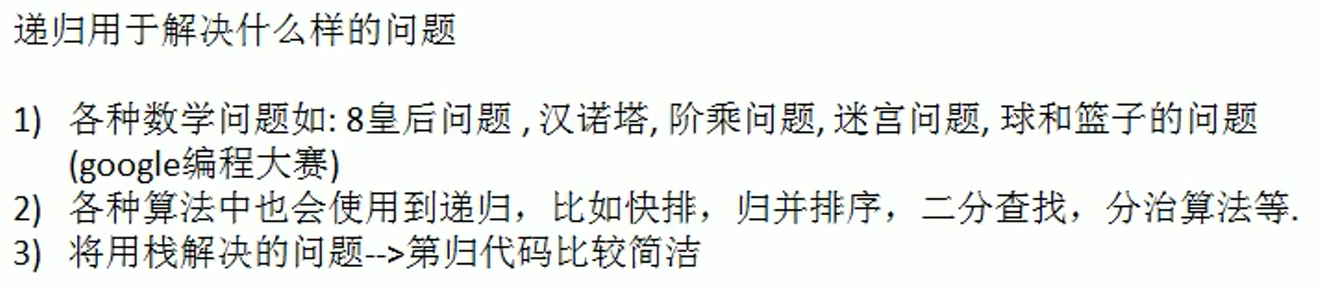 递归用于解决什么样的问题
1) 各种数学问题如: 8皇后问题 , 汉诺塔, 阶乘问题, 迷宫问题, 球和篮子的问题
(google编程大赛)
2) 各种算法中也会使用到递归，比如快排，归并排序，二分查找，分治算法等.
3) 将用栈解决的问题-->第归代码比较简洁